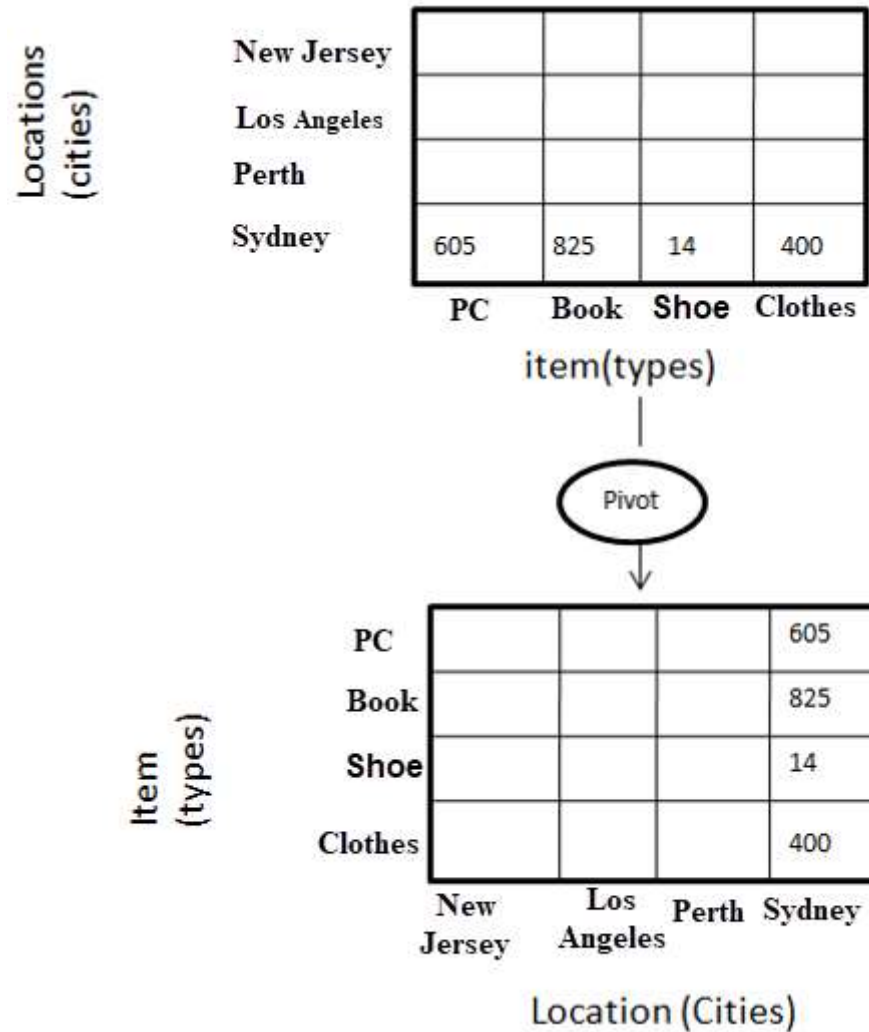 Locations
(cities)
New Jersey
Los Angeles
Perth
Sydney
605 825 14 400
PC Book Shoe Clothes
item(types)
Pivot
Item
(types)
PC 605
Book 825
Shoe 14
Clothes 400
New Los Perth Sydney
Jersey Angeles
Location (Cities)